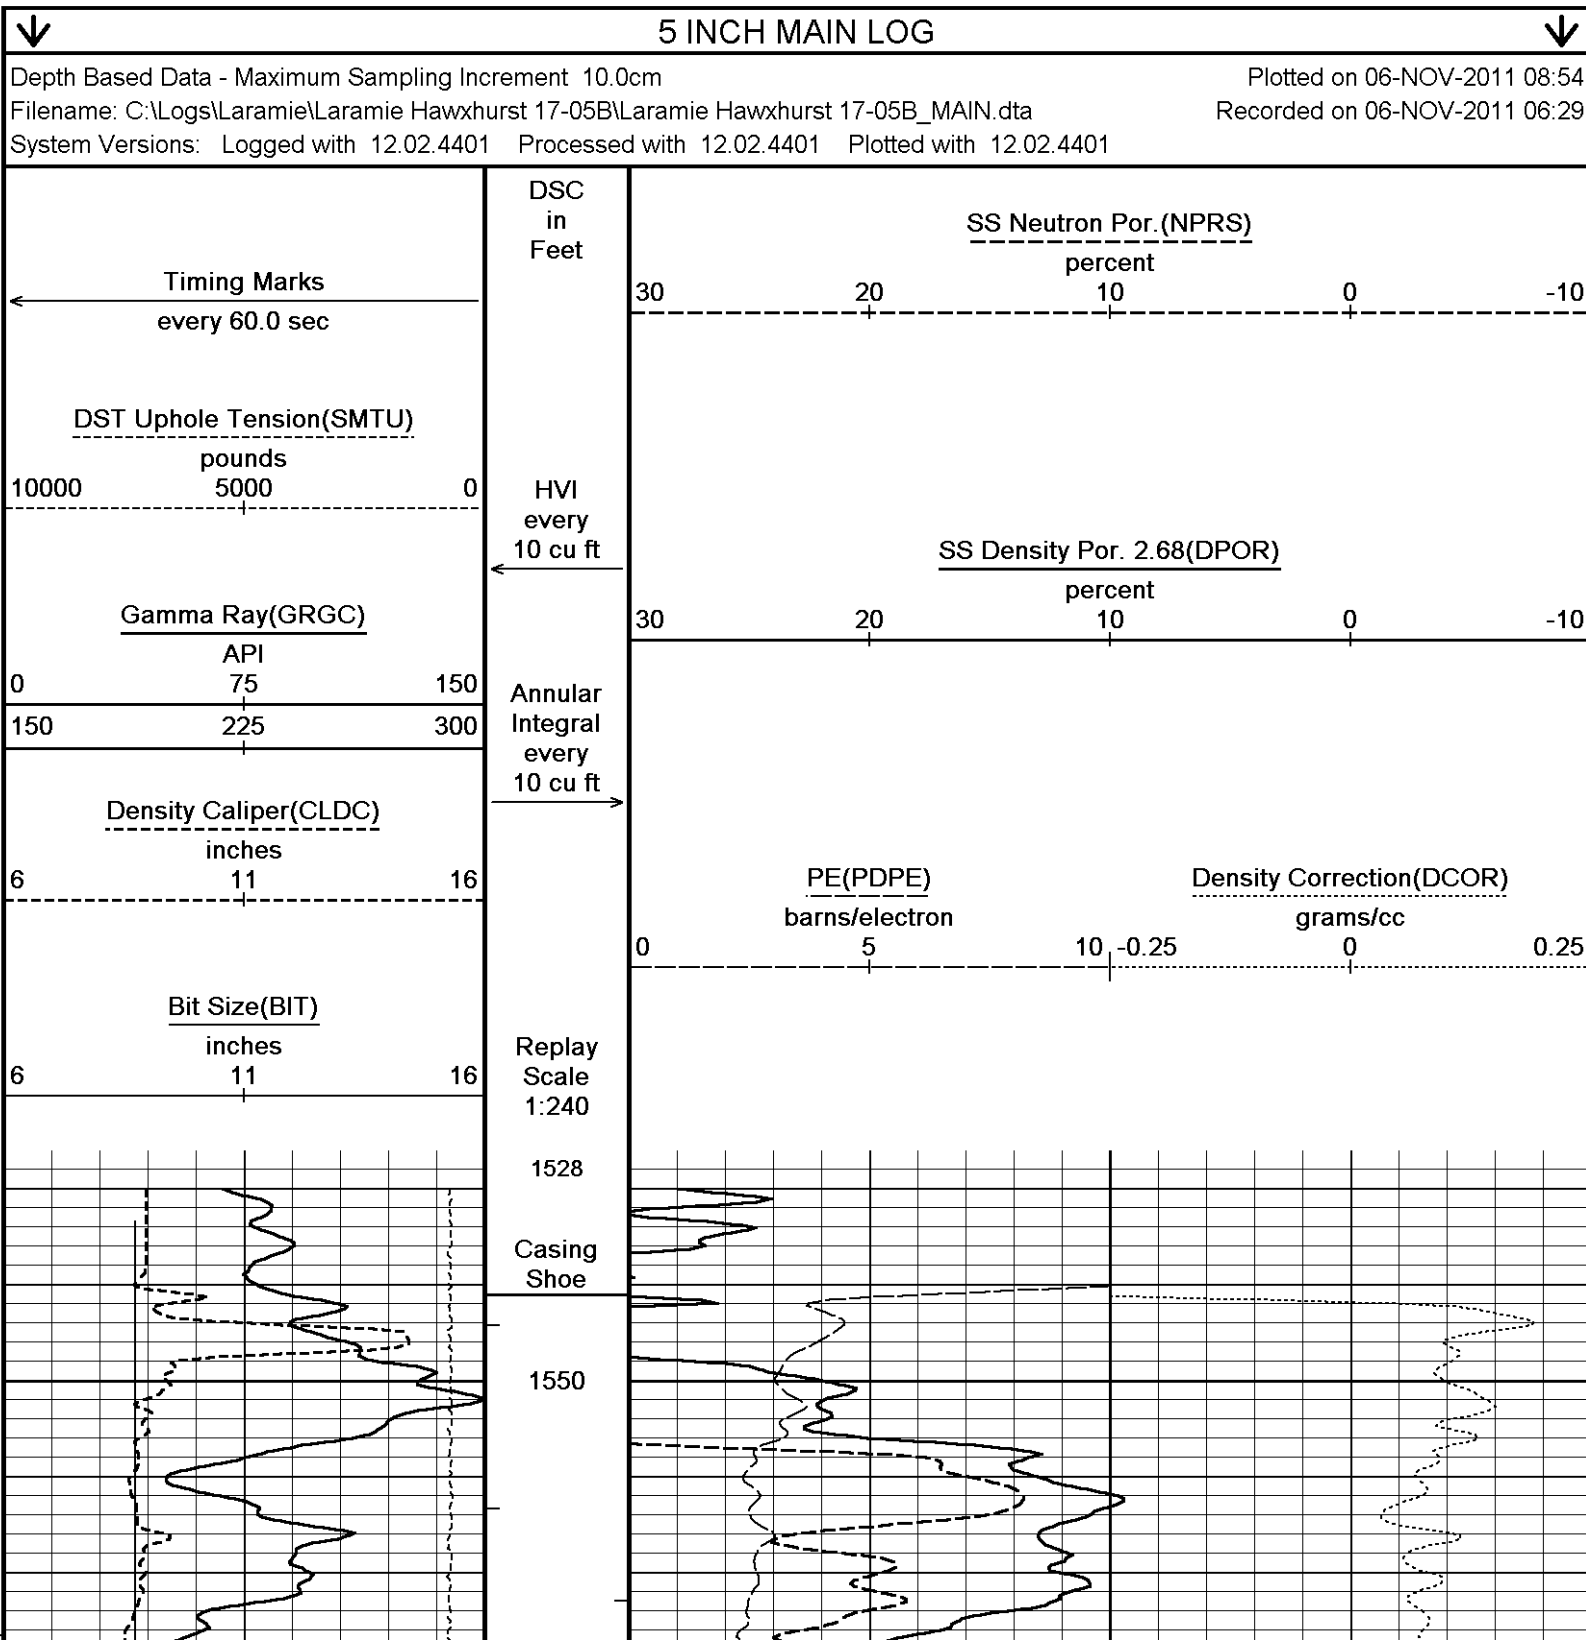 5 INCH MAIN LOG
Depth Based Data - Maximum Sampling Increment 10.0cm
Plotted on 06-NOV-2011 08:54
Filename: C:\Logs\Laramie\Laramie Hawxhurst 17-05B\Laramie Hawxhurst 17-05B_MAIN.dta
Recorded on 06-NOV-2011 06:29
System Versions: Logged with 12.02.4401 Processed with 12.02.4401 Plotted with 12.02.4401
Timing Marks
every 60.0 sec
DST Uphole Tension(SMTU)
pounds
10000 5000 0
Gamma Ray(GRGC)
API
0 75 150
150 225 300
Density Caliper(CLDC)
inches
6 11 16
Bit Size(BIT)
inches
6 11 16
DSC
in
Feet
HVI
every
10 cu ft
Annular
Integral
every
10 cu ft
Replay
Scale
1:240
1528
Casing
Shoe
1550
SS Neutron Por.(NPRS)
percent
30 20 10 0 -10
SS Density Por. 2.68(DPOR)
percent
30 20 10 0 -10
PE(PDPE)
barns/electron
0 5 10
Density Correction(DCOR)
grams/cc
-0.25 0 0.25